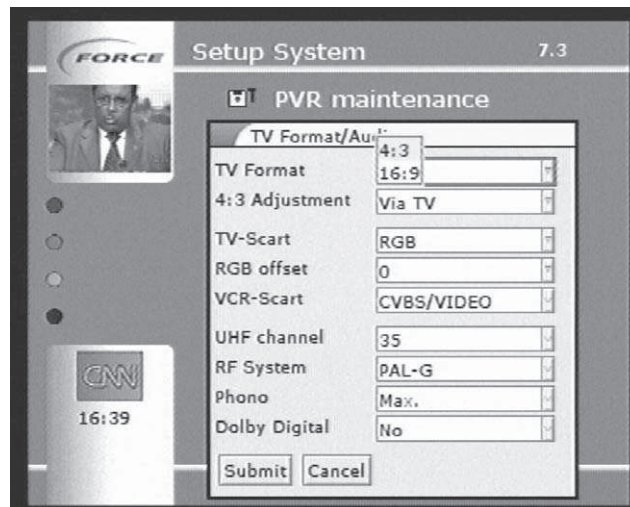 FORCE
Setup System 7.3
PVR maintenance
TV Format/Au
4:3
TV Format 16:9
4:3 Adjustment Via TV
TV-Scart RGB
RGB offset 0
VCR-Scart CVBS/VIDEO
UHF channel 35
RF System PAL-G
Phono Max.
Dolby Digital No
Submit Cancel
CNN
16:39